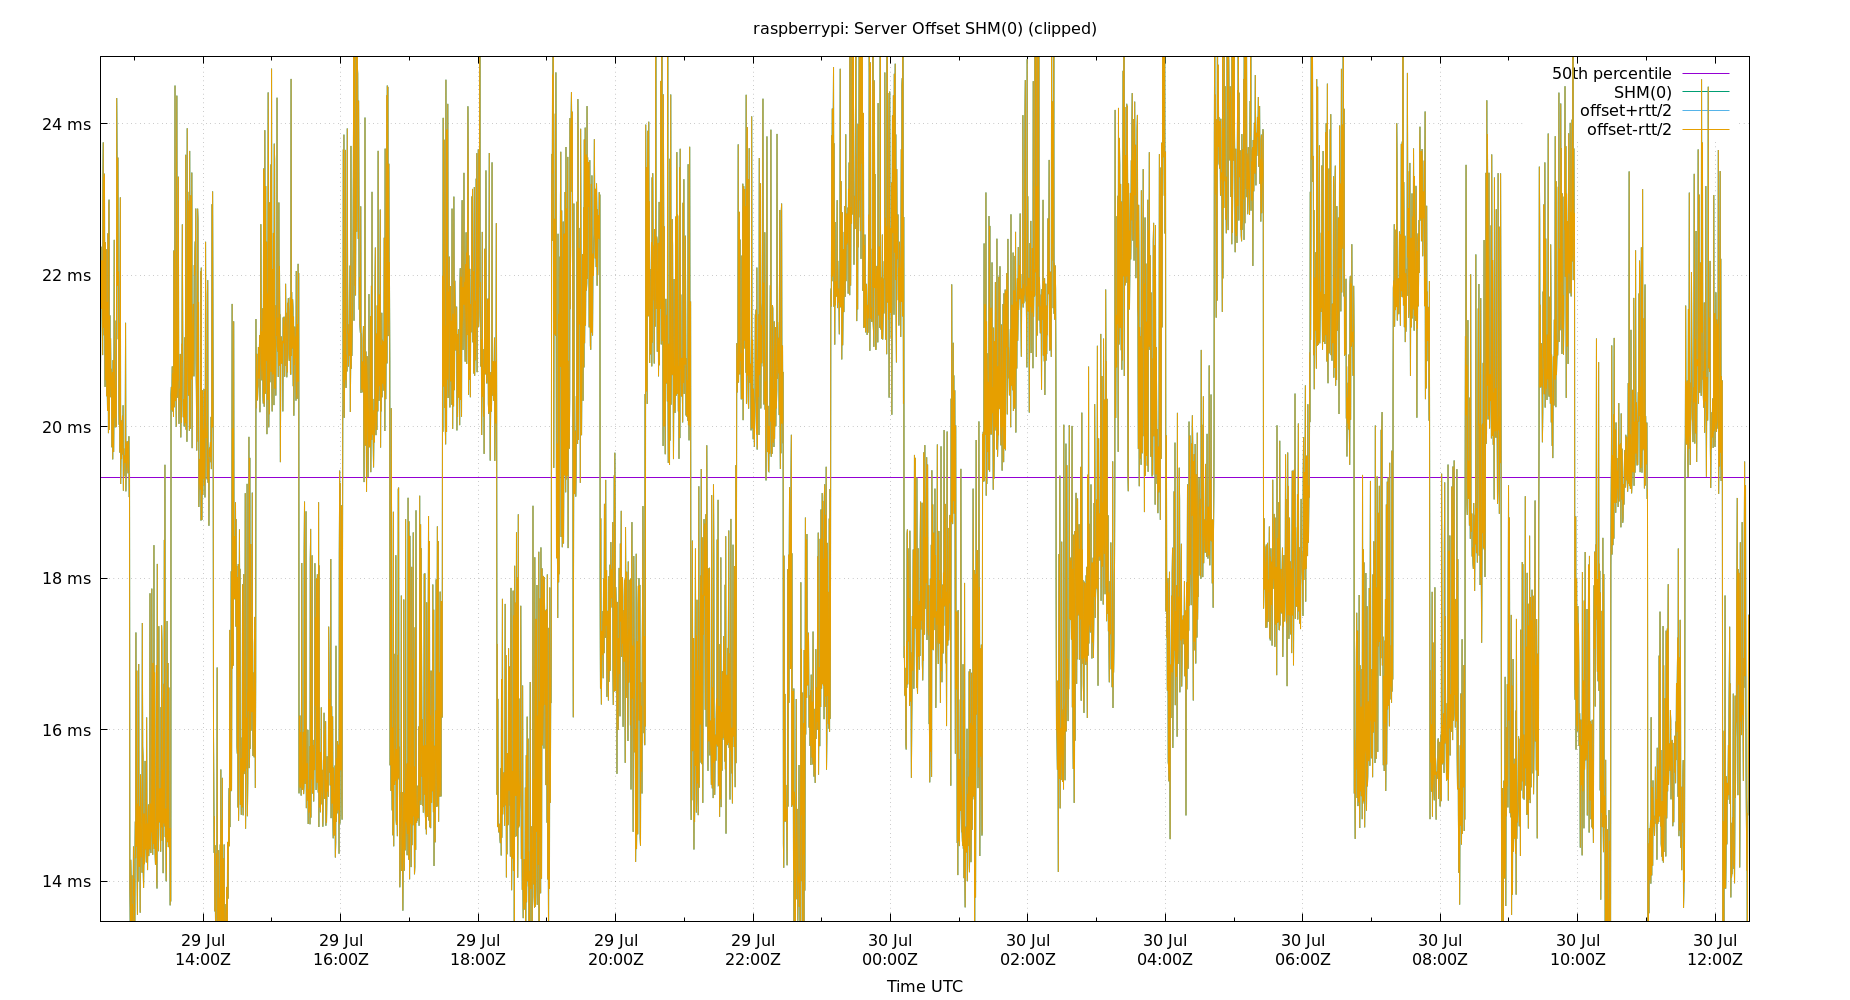 raspberrypi: Server Offset SHM(0) (clipped)
50th percentile
SHM(0)
offset+rtt/2
offset-rtt/2
24 ms
22 ms
20 ms
18 ms
16 ms
14 ms
29 Jul 29 Jul 29 Jul 29 Jul 29 Jul 30 Jul 30 Jul 30 Jul 30 Jul 30 Jul 30 Jul 30 Jul
14:00Z 16:00Z 18:00Z 20:00Z 22:00Z 00:00Z 02:00Z 04:00Z 06:00Z 08:00Z 10:00Z 12:00Z
Time UTC